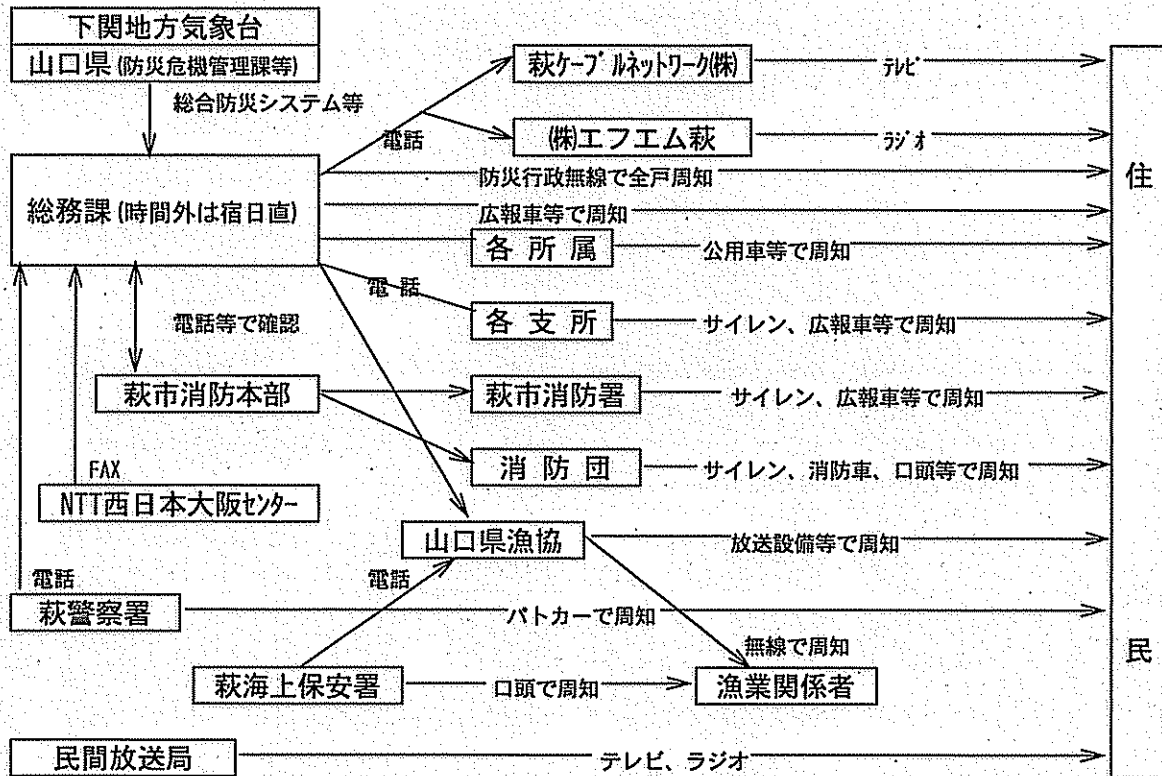 下関地方気象台
山口県(防災危機管理課等)
総合防災システム等
萩ケーブルネットワーク㈱
テレビ
電話
㈱エフエム萩
ラジオ
防災行政無線で全戸周知
総務課(時間外は宿日直)
広報車等で周知
各所属
公用車等で周知
電話
各支所
サイレン、広報車等で周知
電話等で確認
萩市消防本部
萩市消防署
サイレン、広報車等で周知
消防団
サイレン、消防車、口頭等で周知
FAX
NTT西日本大阪センター
山口県漁協
放送設備等で周知
電話
電話
萩警察署
パトカーで周知
無線で周知
萩海上保安署
口頭で周知
漁業関係者
民間放送局
テレビ、ラジオ
住民